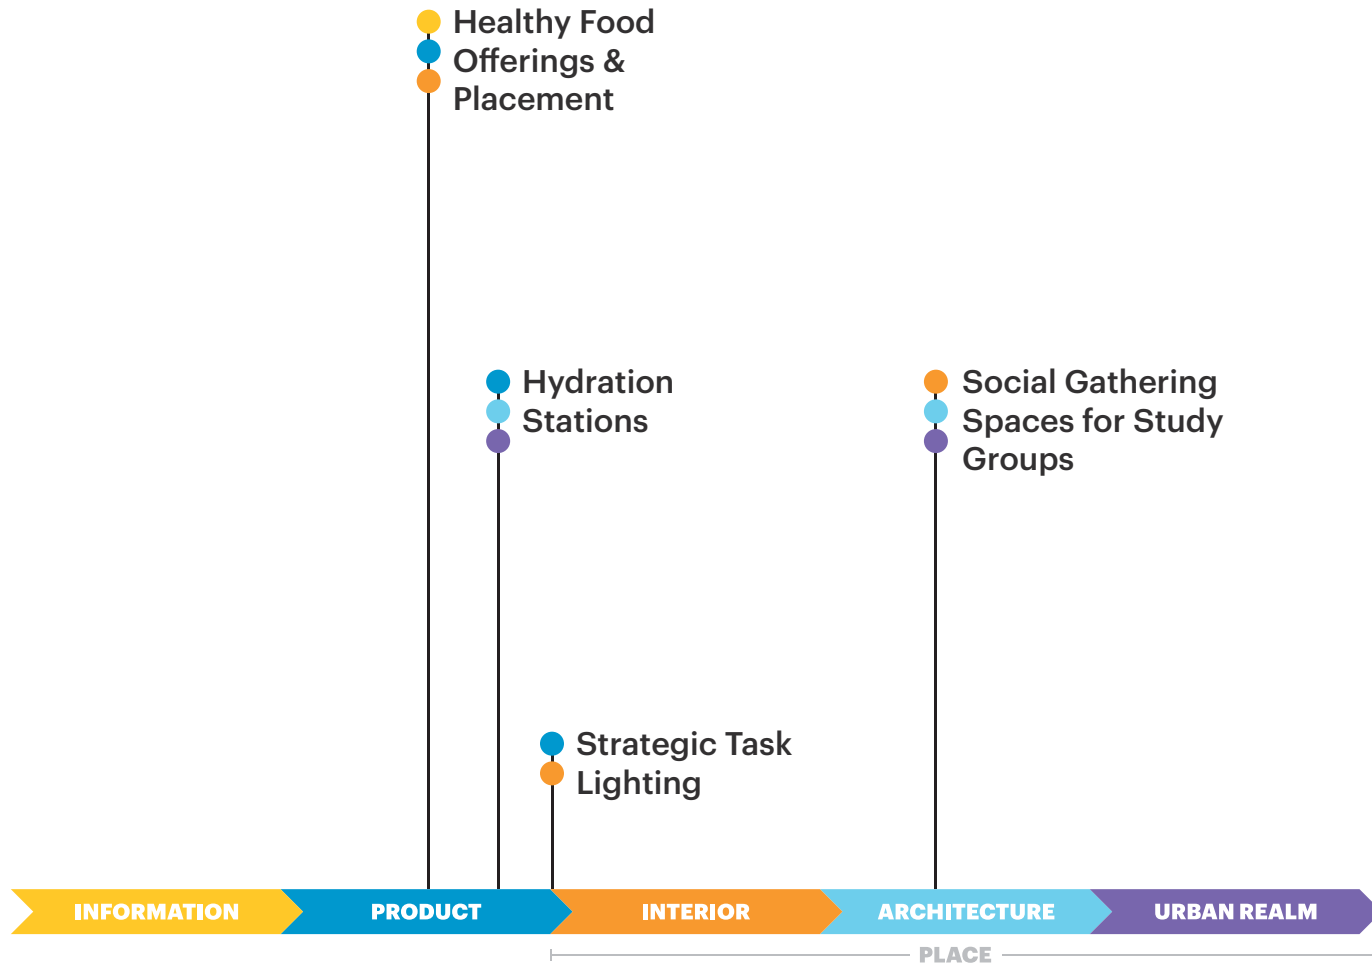 Healthy Food
Offerings &
Placement
Hydration
Stations
Social Gathering
Spaces for Study
Groups
Strategic Task
Lighting
INFORMATION
PRODUCT
INTERIOR
ARCHITECTURE
URBAN REALM
PLACE